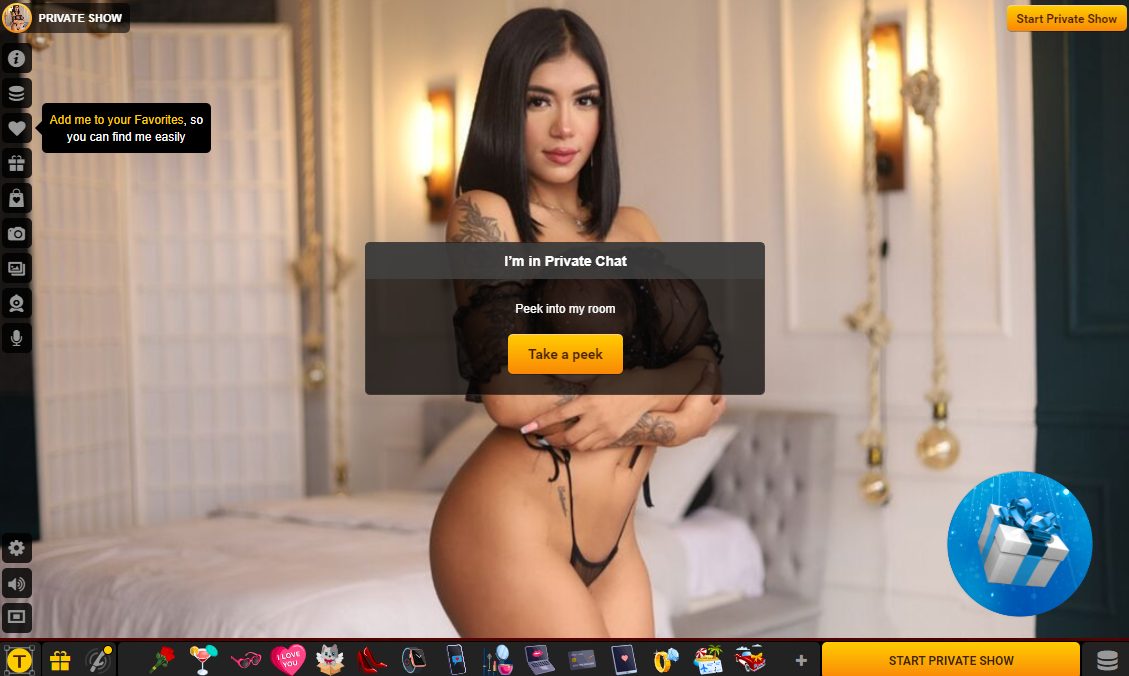 PRIVATE SHOW
Start Private Show
Add me to your Favorites, so
you can find me easily
I'm in Private Chat
Peek into my room
Take a peek
T
I LOVE
YOU
START PRIVATE SHOW